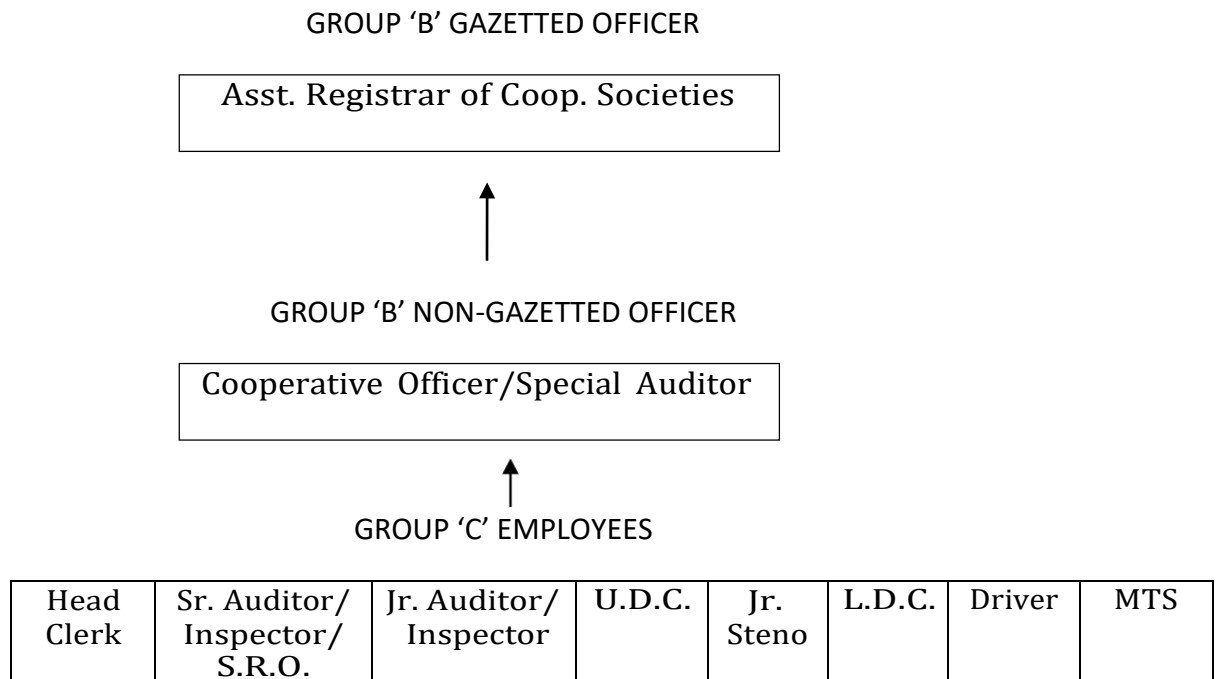 GROUP ‘B’ GAZETTED OFFICER
Asst. Registrar of Coop. Societies
GROUP ‘B’ NON-GAZETTED OFFICER
Cooperative Officer/Special Auditor
GROUP ‘C’ EMPLOYEES
Head
Clerk
Sr. Auditor/
Inspector/
S.R.O.
Jr. Auditor/
Inspector
U.D.C.
Jr.
Steno
L.D.C.
Driver
MTS